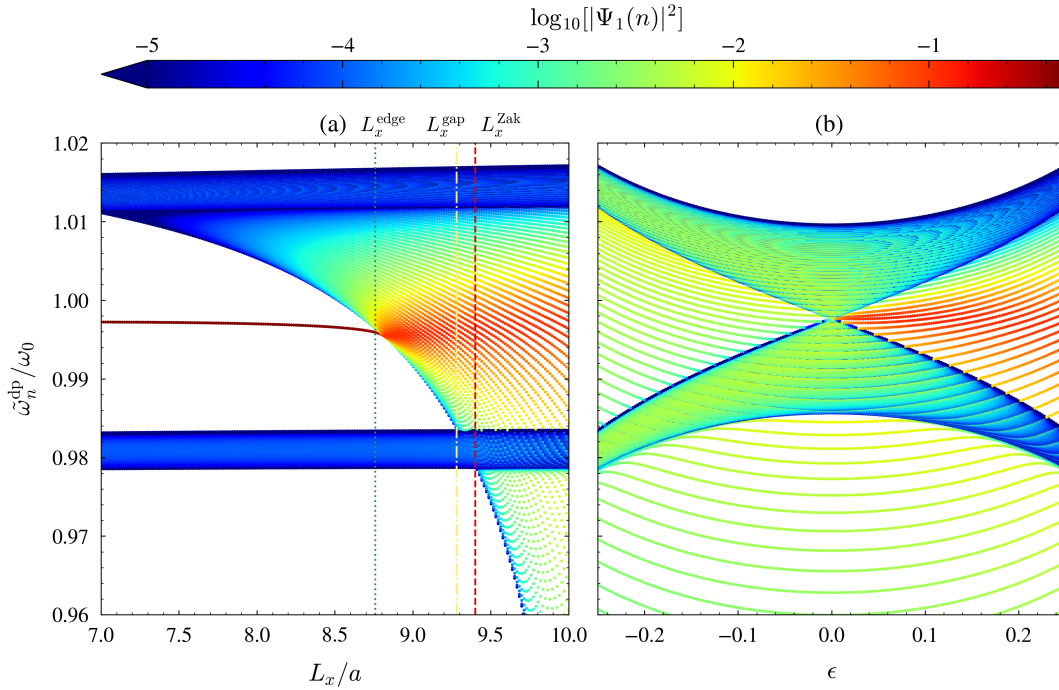 log₁₀[|Ψ₁(n)|²]
−5 −4 −3 −2 −1
(a) L_x^edge L_x^gap L_x^Zak (b)
1.02
1.01
1.00
0.99
0.98
0.97
0.96
ω̃_n^dp/ω₀
7.0 7.5 8.0 8.5 9.0 9.5 10.0
−0.2 −0.1 0.0 0.1 0.2
L_x/a
ϵ